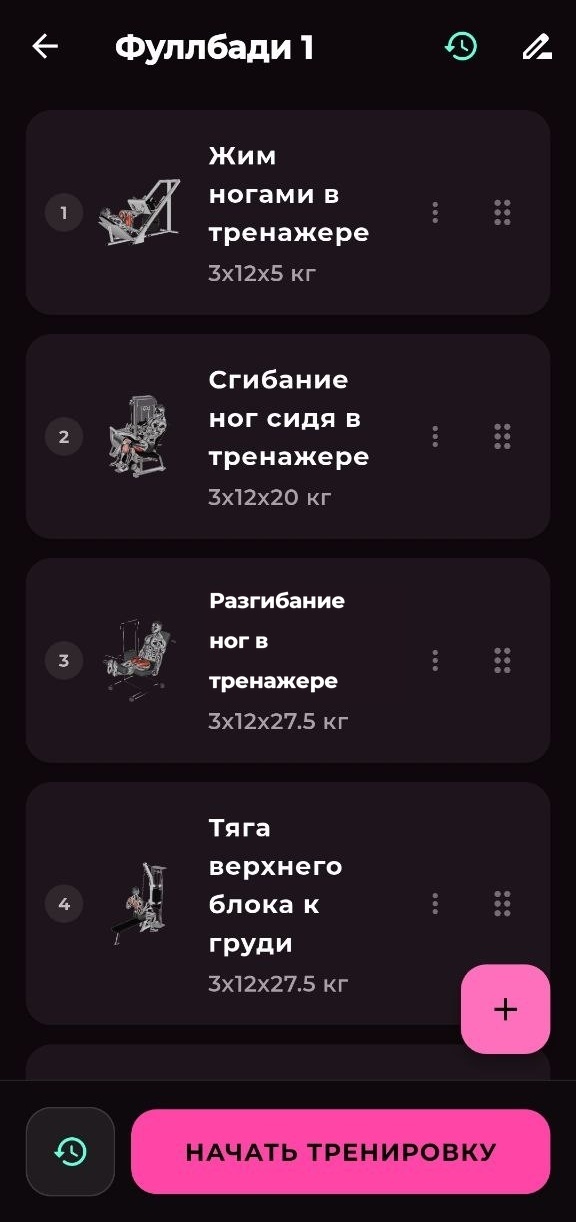 Фуллбади 1
1
Жим
ногами в
тренажере
3x12x5 кг
2
Сгибание
ног сидя в
тренажере
3x12x20 кг
3
Разгибание
ног в
тренажере
3x12x27.5 кг
4
Тяга
верхнего
блока к
груди
3x12x27.5 кг
+
НАЧАТЬ ТРЕНИРОВКУ